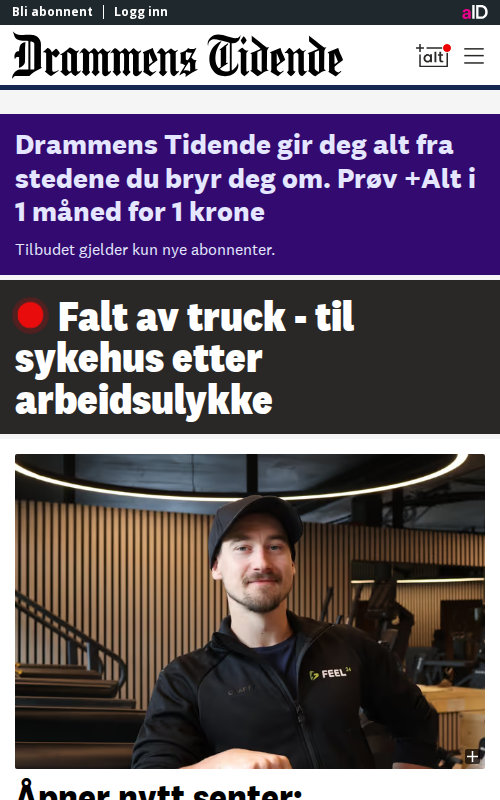 Bli abonnent
Logg inn
aID
Drammens Tidende
+alt
Drammens Tidende gir deg alt fra
stedene du bryr deg om. Prøv +Alt i
1 måned for 1 krone
Tilbudet gjelder kun nye abonnenter.
Falt av truck - til
sykehus etter
arbeidsulykke
FEEL24
Åpner nytt senter: